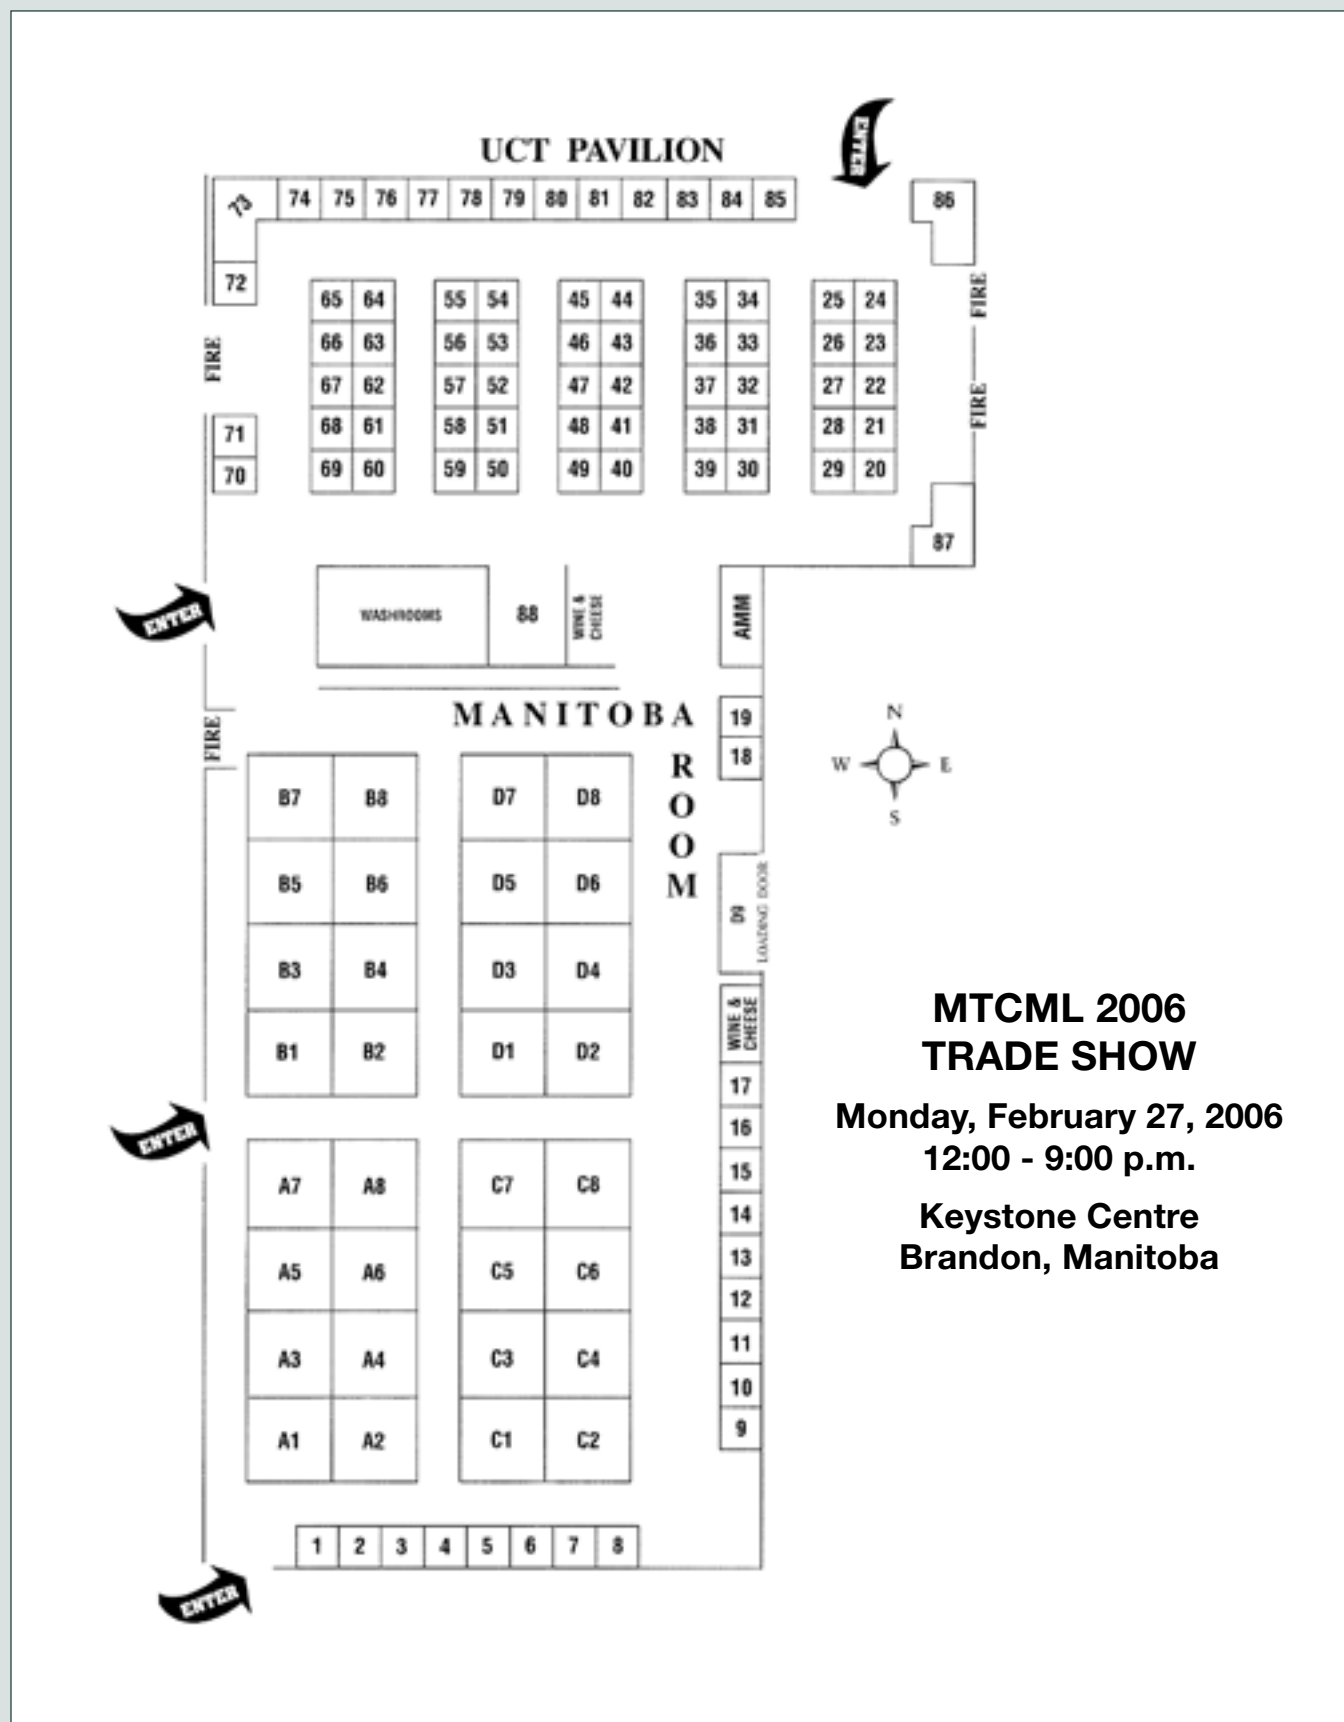 UCT PAVILION
ENTER
73 74 75 76 77 78 79 80 81 82 83 84 85 86
72
65 64 55 54 45 44 35 34 25 24
FIRE
66 63 56 53 46 43 36 33 26 23
FIRE
67 62 57 52 47 42 37 32 27 22
FIRE
71 68 61 58 51 48 41 38 31 28 21
70 69 60 59 50 49 40 39 30 29 20
87
ENTER
WASHROOMS 88
WINE &
CHEESE
AMM
MANITOBA
ROOM
FIRE
19
18
N
W E
S
B7 B8 D7 D8
B5 B6 D5 D6
D9
LOADING DOOR
B3 B4 D3 D4
WINE &
CHEESE
B1 B2 D1 D2
17
ENTER
16
A7 A8 C7 C8
15
14
13
A5 A6 C5 C6
12
11
A3 A4 C3 C4
10
9
A1 A2 C1 C2
1 2 3 4 5 6 7 8
ENTER
MTCML 2006
TRADE SHOW
Monday, February 27, 2006
12:00 - 9:00 p.m.
Keystone Centre
Brandon, Manitoba